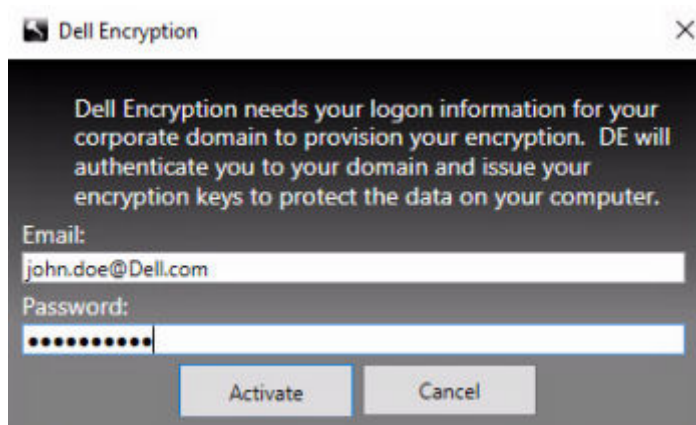 Dell Encryption
Dell Encryption needs your logon information for your
corporate domain to provision your encryption.  DE will
authenticate you to your domain and issue your
encryption keys to protect the data on your computer.
Email:
john.doe@Dell.com
Password:
●●●●●●●●●●
Activate
Cancel